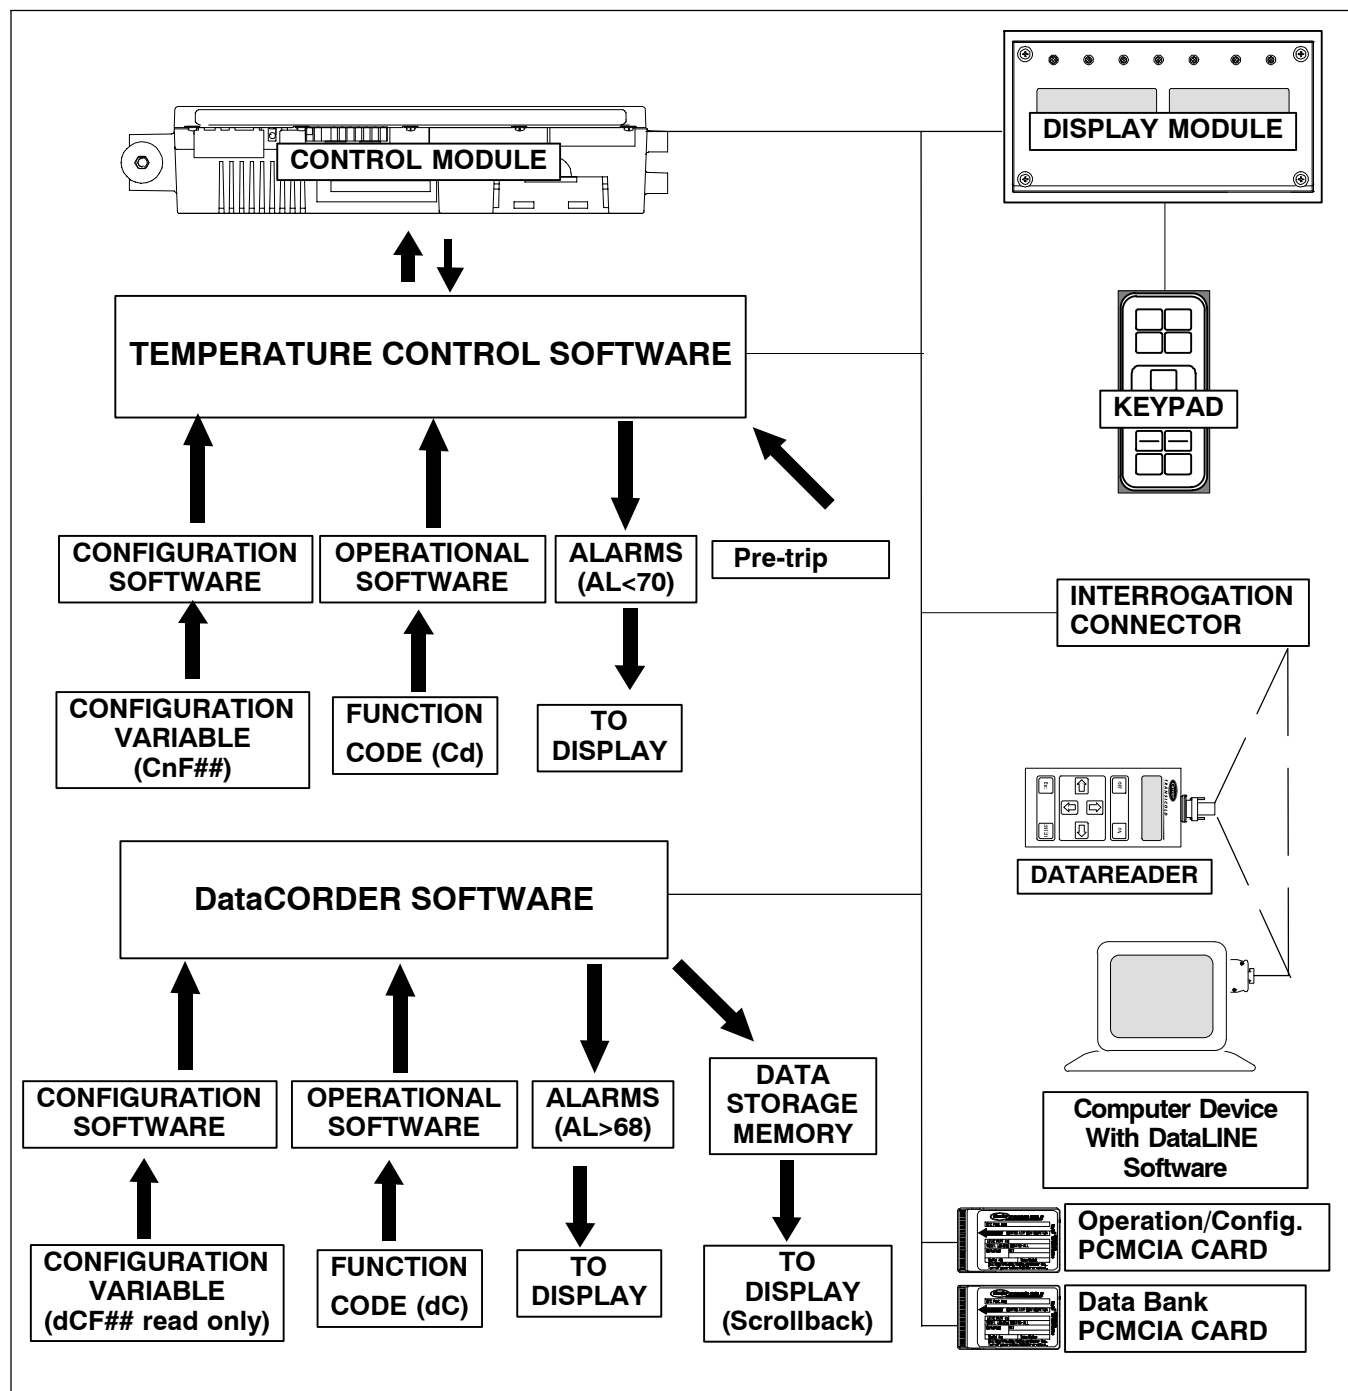 DISPLAY MODULE
CONTROL MODULE
TEMPERATURE CONTROL SOFTWARE
KEYPAD
CONFIGURATION
SOFTWARE
OPERATIONAL
SOFTWARE
ALARMS
(AL<70)
Pre-trip
INTERROGATION
CONNECTOR
CONFIGURATION
VARIABLE
(CnF##)
FUNCTION
CODE (Cd)
TO
DISPLAY
DATAREADER
DataCORDER SOFTWARE
CONFIGURATION
SOFTWARE
OPERATIONAL
SOFTWARE
ALARMS
(AL>68)
DATA
STORAGE
MEMORY
Computer Device
With DataLINE
Software
CONFIGURATION
VARIABLE
(dCF## read only)
FUNCTION
CODE (dC)
TO
DISPLAY
TO
DISPLAY
(Scrollback)
Operation/Config.
PCMCIA CARD
Data Bank
PCMCIA CARD